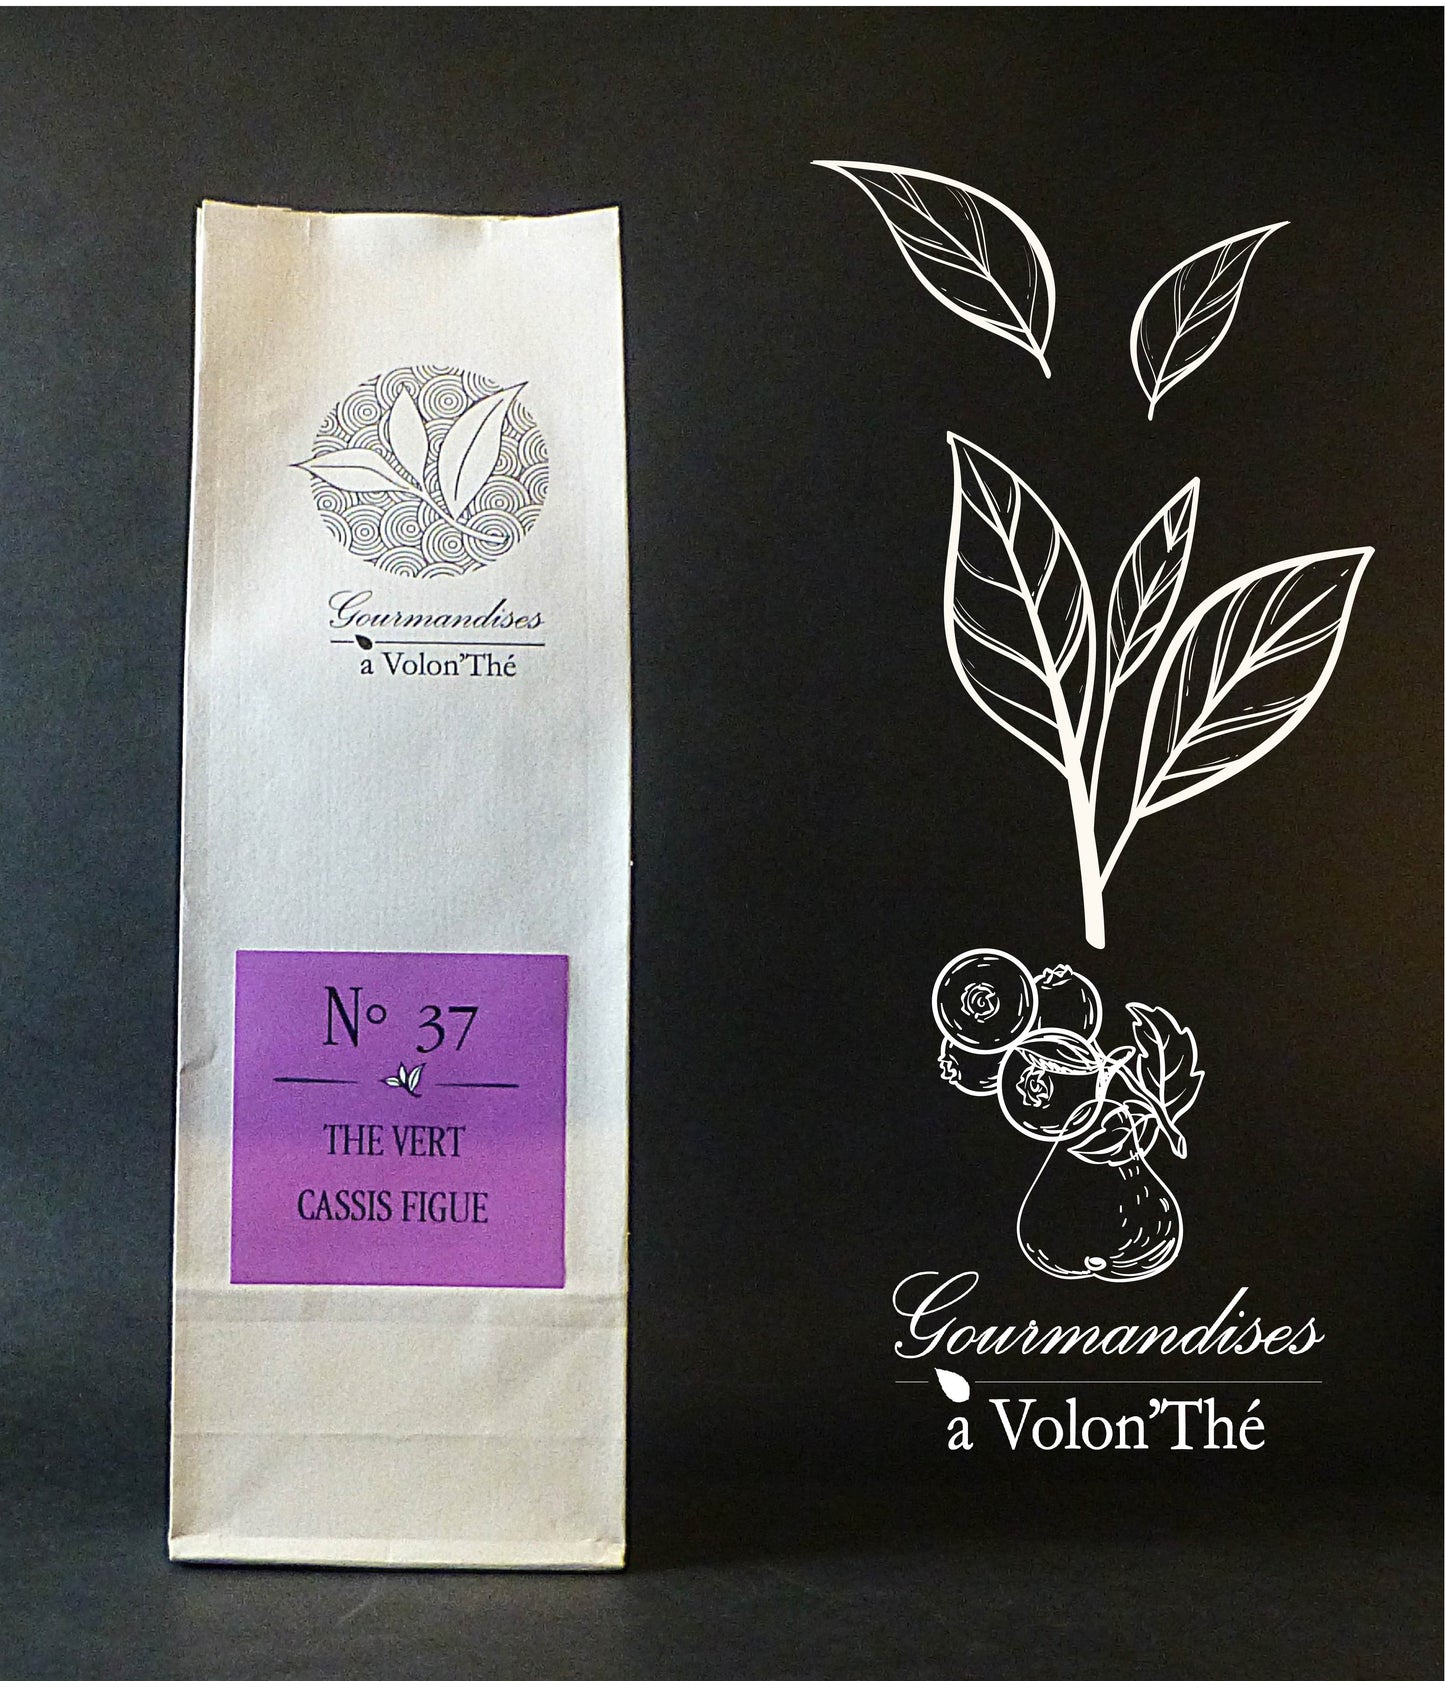 Gourmandises
a Volon’Thé
N° 37
THE VERT
CASSIS FIGUE
Gourmandises
a Volon’Thé